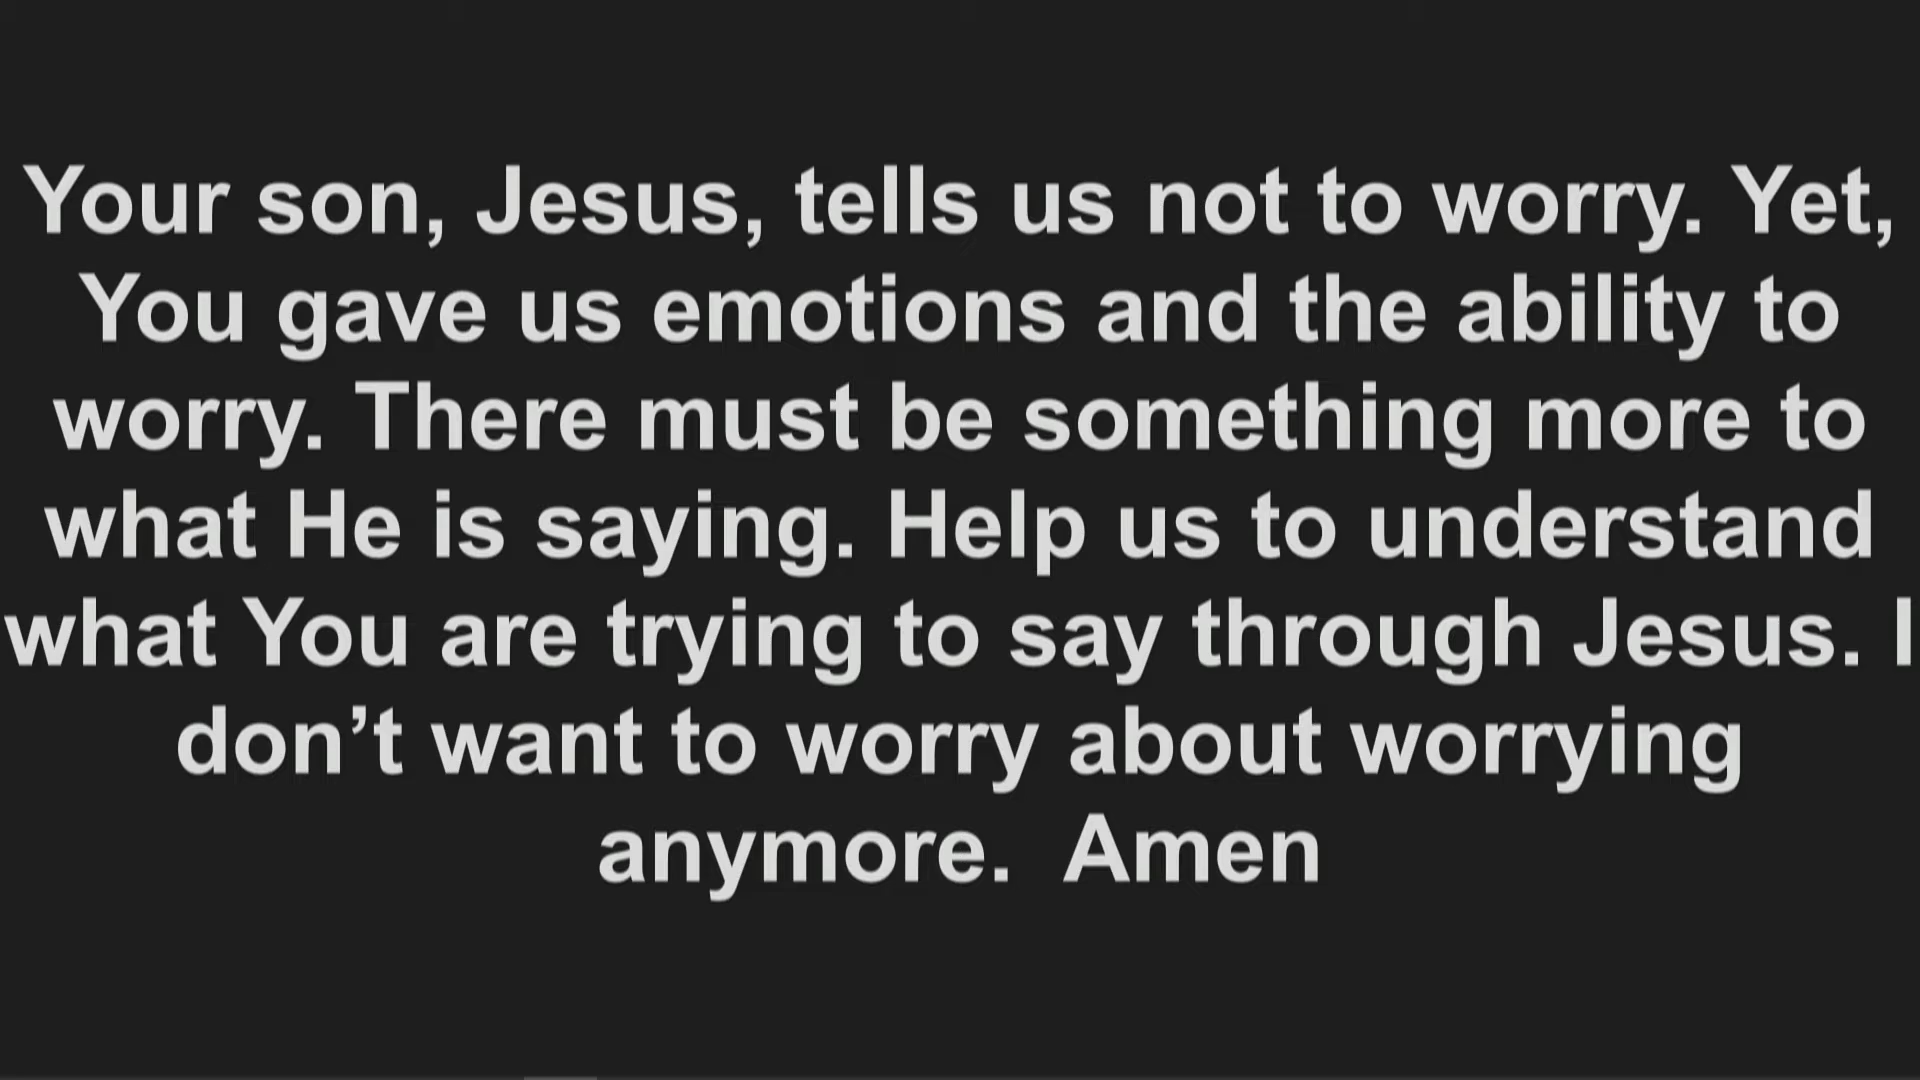 Your son, Jesus, tells us not to worry. Yet,
You gave us emotions and the ability to
worry. There must be something more to
what He is saying. Help us to understand
what You are trying to say through Jesus. I
don’t want to worry about worrying
anymore.  Amen